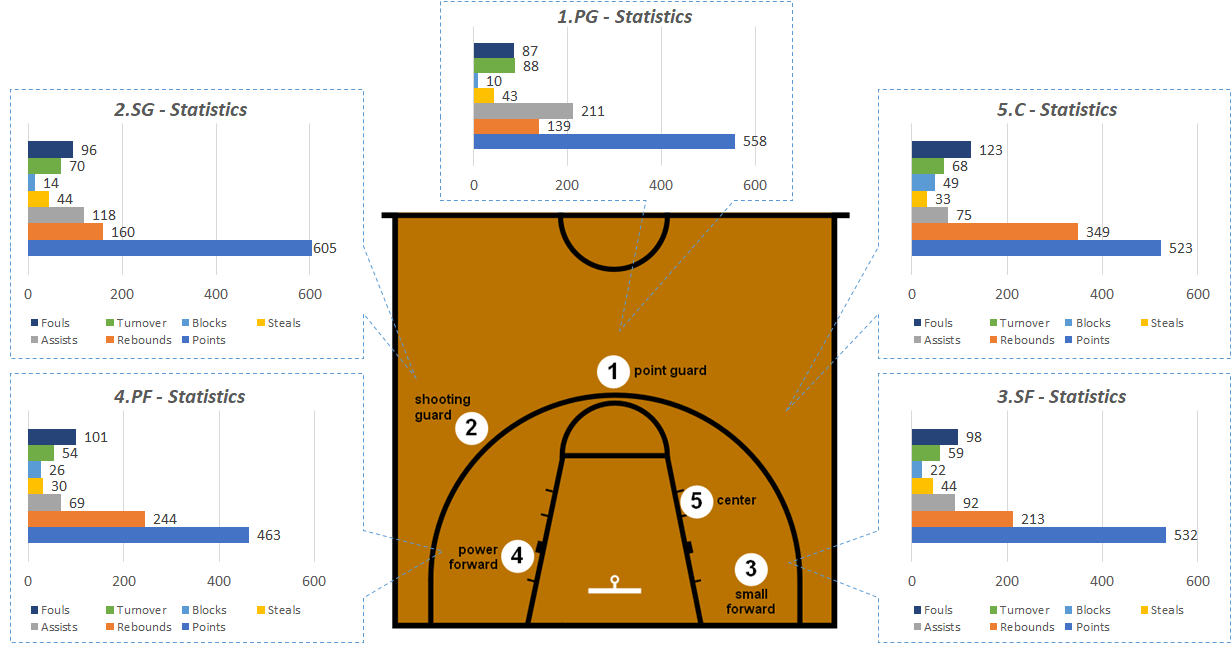 1.PG - Statistics
87
88
10
43
211
139
558
0 200 400 600
2.SG - Statistics
96
70
14
44
118
160
605
0 200 400 600
Fouls Turnover Blocks Steals
Assists Rebounds Points
5.C - Statistics
123
68
49
33
75
349
523
0 200 400 600
Fouls Turnover Blocks Steals
Assists Rebounds Points
4.PF - Statistics
101
54
26
30
69
244
463
0 200 400 600
Fouls Turnover Blocks Steals
Assists Rebounds Points
1 point guard
shooting
guard
2
5 center
power
forward
4
3
small
forward
3.SF - Statistics
98
59
22
44
92
213
532
0 200 400 600
Fouls Turnover Blocks Steals
Assists Rebounds Points